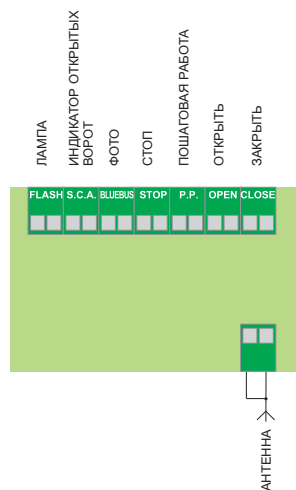 ЛАМПА
ИНДИКАТОР ОТКРЫТЫХ
ВОРОТ
ФОТО
СТОП
ПОШАГОВАЯ РАБОТА
ОТКРЫТЬ
ЗАКРЫТЬ
FLASH S.C.A. BLUEBUS STOP P.P. OPEN CLOSE
АНТЕННА